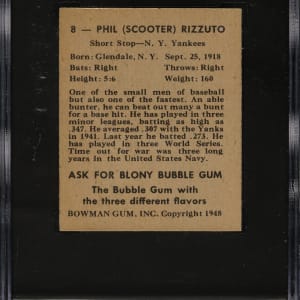 8 — PHIL (SCOOTER) RIZZUTO
Short Stop—N. Y. Yankees
Born: Glendale, N. Y. Sept. 25, 1918
Bats: Right Throws: Right
Height: 5:6 Weight: 160
One of the small men of baseball
but also one of the fastest. An able
bunter, he can beat out many a bunt
for a base hit. He has played in three
minor leagues, batting as high as
.347. He averaged .307 with the Yanks
in 1941. Last year he batted .273. He
has played in three World Series.
Time out for war was three long
years in the United States Navy.
ASK FOR BLONY BUBBLE GUM
The Bubble Gum with
the three different flavors
BOWMAN GUM, INC. Copyright 1948